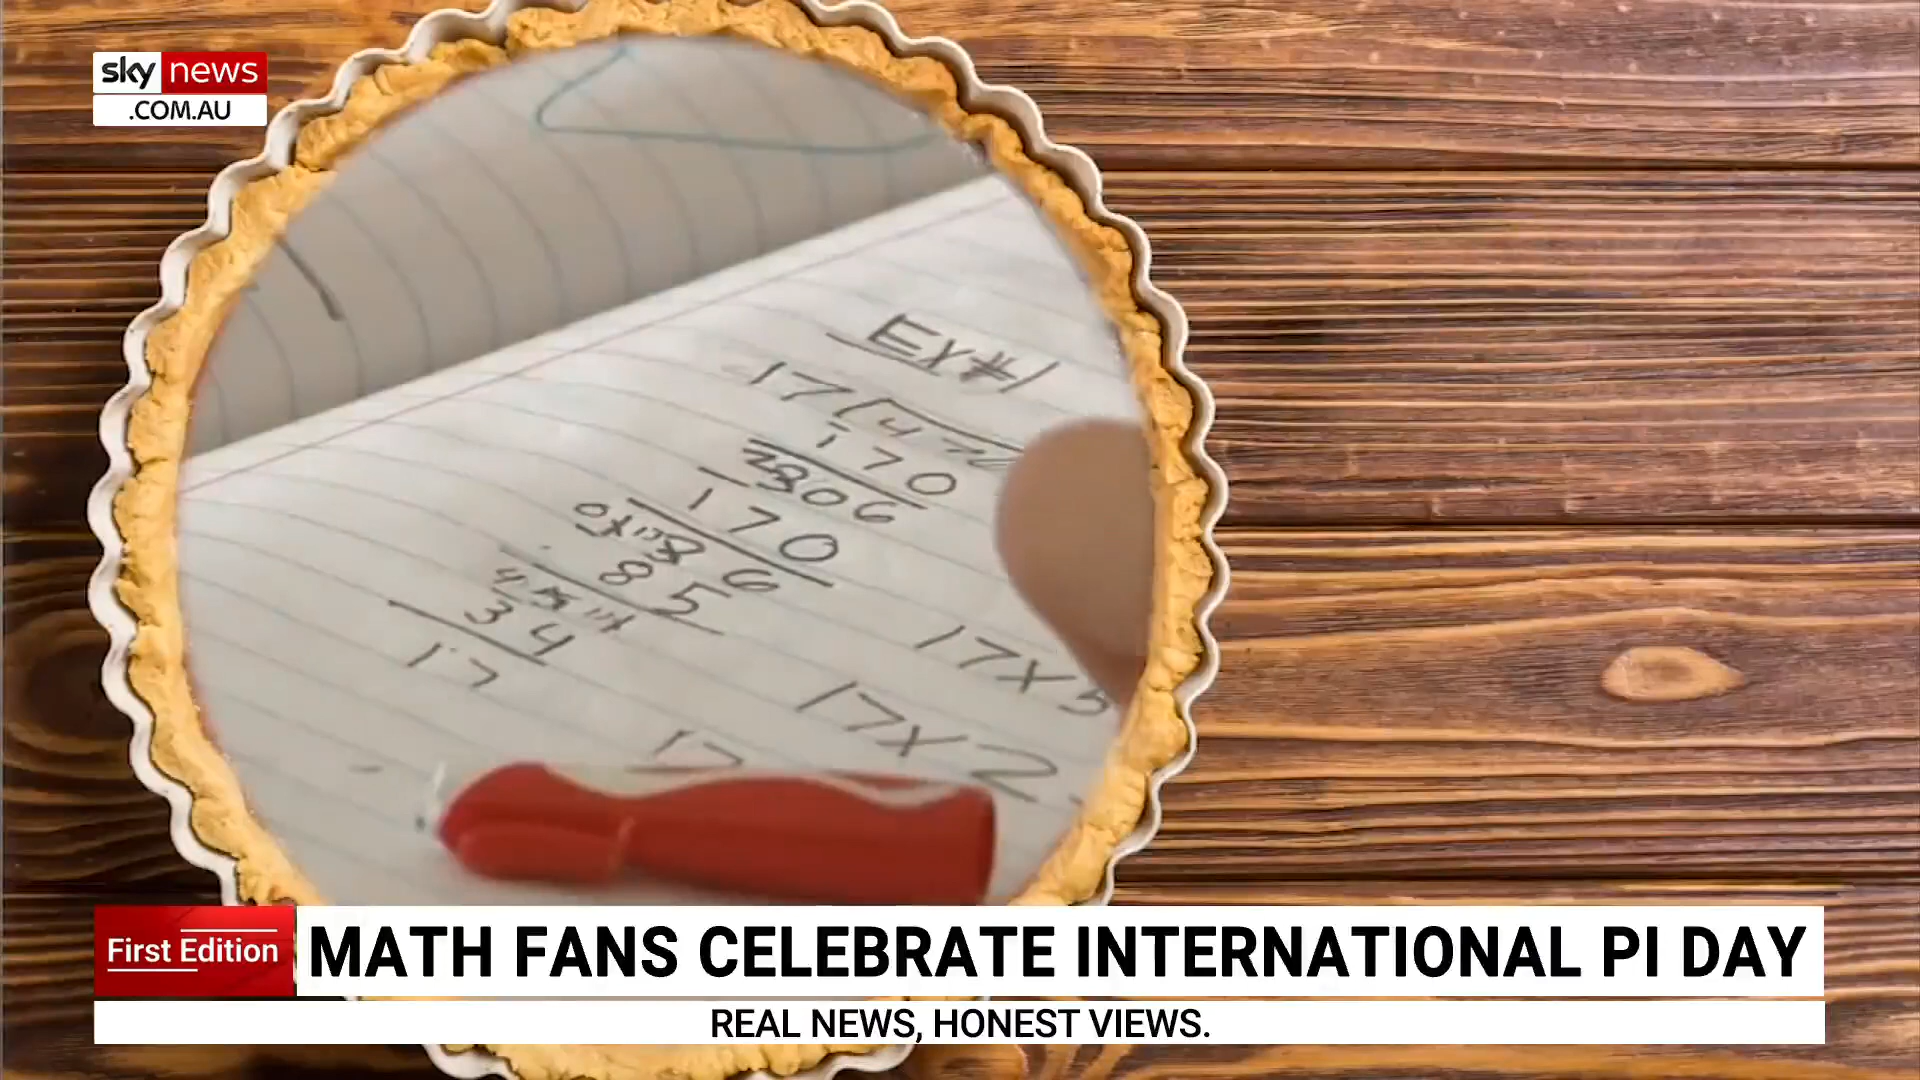 sky news
.COM.AU
EX#1
17
170
306
170
6
85
34
17
17x5
17x2
17
First Edition
MATH FANS CELEBRATE INTERNATIONAL PI DAY
REAL NEWS, HONEST VIEWS.